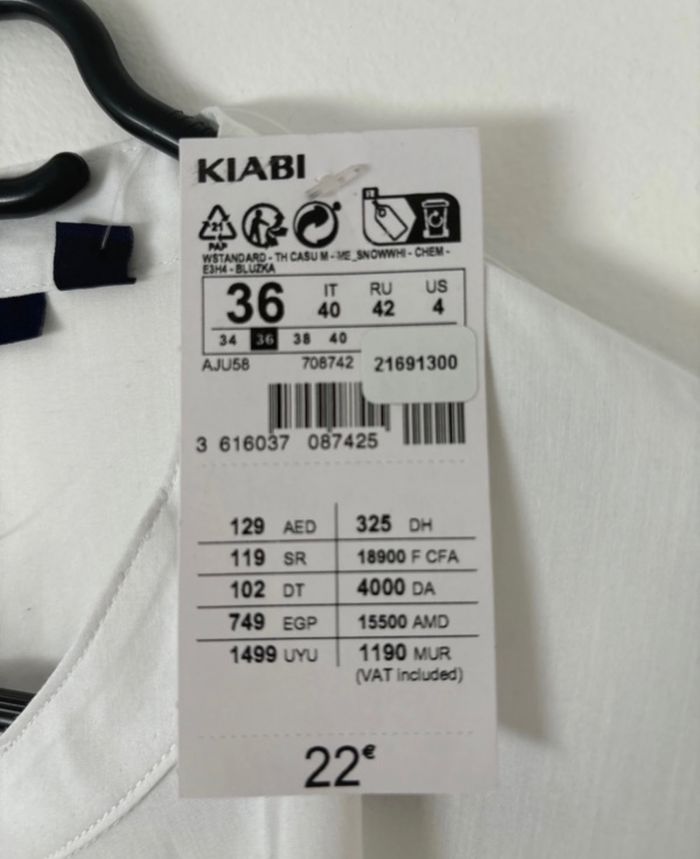 KIABI
FR
21
PAP
WSTANDARD - TH CASU M - ME_SNOWWHI - CHEM -
E3H4 - BLUZKA
36 IT 40 RU 42 US 4
34 36 38 40
AJU58 708742 21691300
3 616037 087425
129 AED 325 DH
119 SR 18900 F CFA
102 DT 4000 DA
749 EGP 15500 AMD
1499 UYU 1190 MUR
(VAT included)
22€